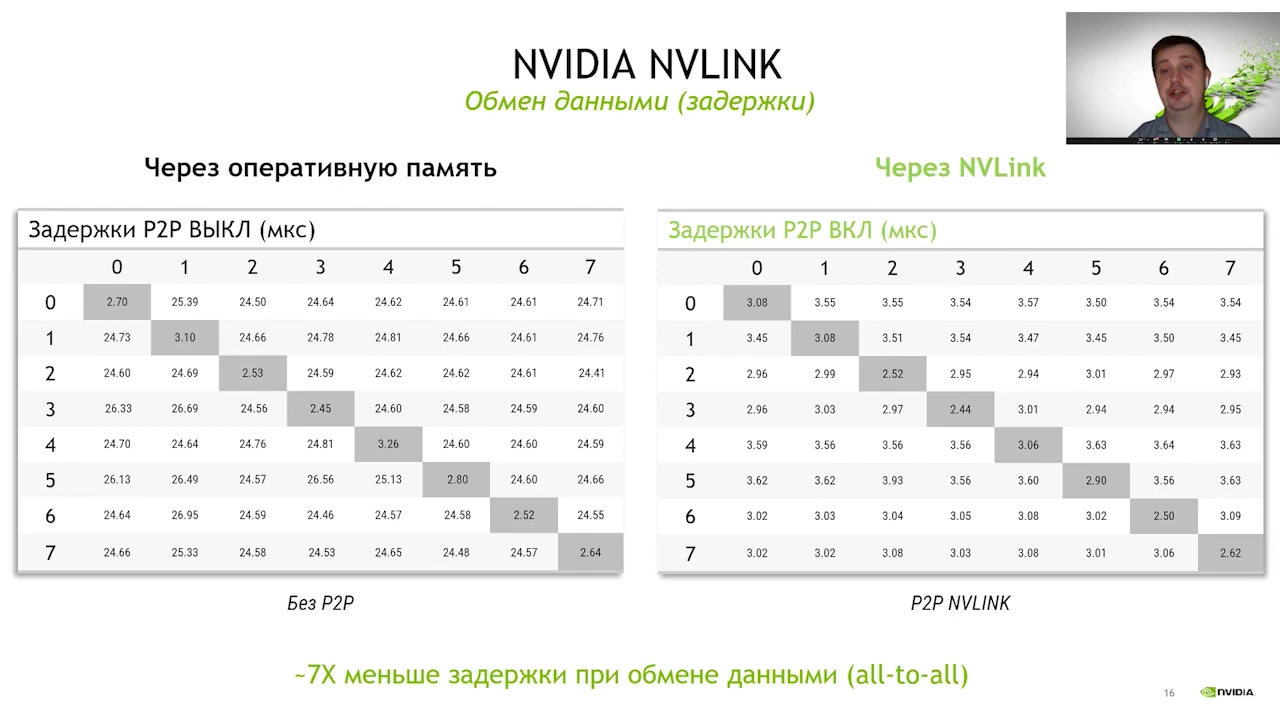 NVIDIA NVLINK
Обмен данными (задержки)
Через оперативную память
Задержки P2P ВЫКЛ (мкс)
0 1 2 3 4 5 6 7
0 2.70 25.39 24.50 24.64 24.62 24.61 24.61 24.71
1 24.73 3.10 24.66 24.78 24.81 24.66 24.61 24.76
2 24.60 24.69 2.53 24.59 24.62 24.62 24.61 24.41
3 26.33 26.69 24.56 2.45 24.60 24.58 24.59 24.60
4 24.70 24.64 24.76 24.81 3.26 24.60 24.60 24.59
5 26.13 26.49 24.57 26.56 25.13 2.80 24.60 24.66
6 24.64 26.95 24.59 24.46 24.57 24.58 2.52 24.55
7 24.66 25.33 24.58 24.53 24.65 24.48 24.57 2.64
Без P2P
Через NVLink
Задержки P2P ВКЛ (мкс)
0 1 2 3 4 5 6 7
0 3.08 3.55 3.55 3.54 3.57 3.50 3.54 3.54
1 3.45 3.08 3.51 3.54 3.47 3.45 3.50 3.45
2 2.96 2.99 2.52 2.95 2.94 3.01 2.97 2.93
3 2.96 3.03 2.97 2.44 3.01 2.94 2.94 2.95
4 3.59 3.56 3.56 3.56 3.06 3.63 3.64 3.63
5 3.62 3.62 3.93 3.56 3.60 2.90 3.56 3.63
6 3.02 3.03 3.04 3.05 3.08 3.02 2.50 3.09
7 3.02 3.02 3.08 3.03 3.08 3.01 3.06 2.62
P2P NVLINK
~7X меньше задержки при обмене данными (all-to-all)
16 NVIDIA.